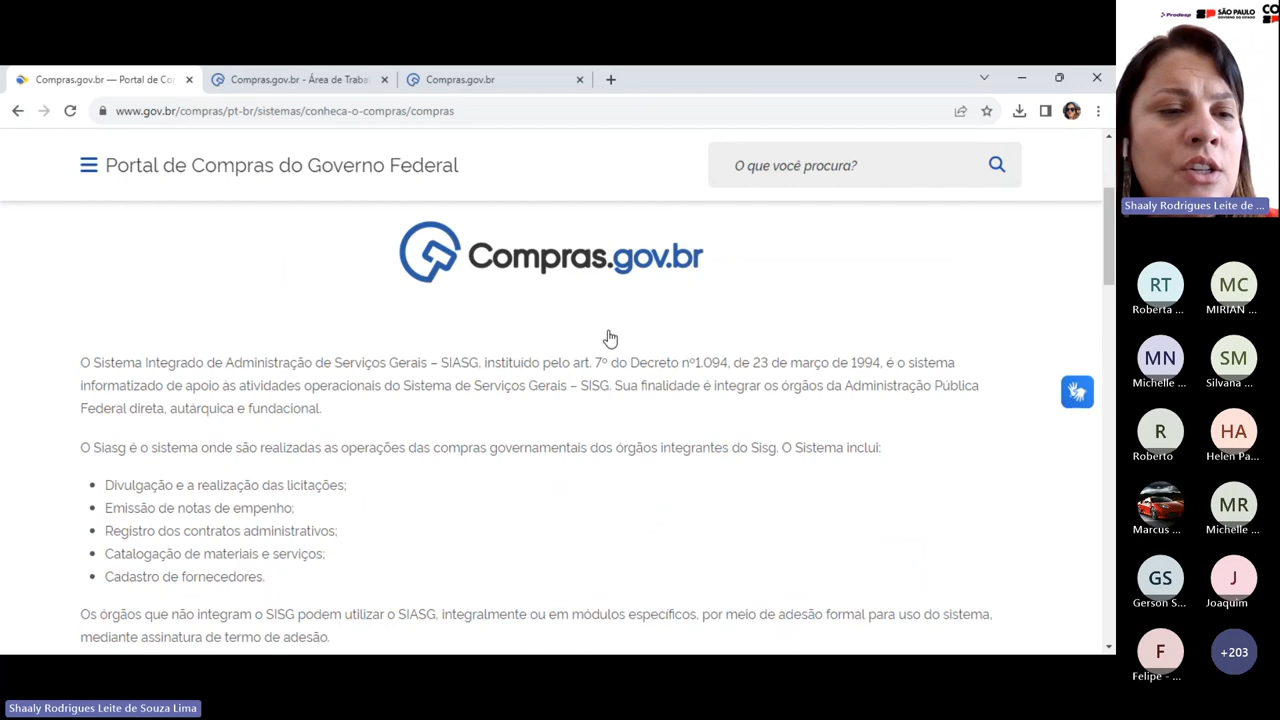 Prodesp
SÃO PAULO
GOVERNO DO ESTADO
CO
Compras.gov.br — Portal de Co
Compras.gov.br - Área de Traba
Compras.gov.br
www.gov.br/compras/pt-br/sistemas/conheca-o-compras/compras
Portal de Compras do Governo Federal
O que você procura?
Compras.gov.br
O Sistema Integrado de Administração de Serviços Gerais – SIASG, instituído pelo art. 7º do Decreto nº1.094, de 23 de março de 1994, é o sistema
informatizado de apoio às atividades operacionais do Sistema de Serviços Gerais – SISG. Sua finalidade é integrar os órgãos da Administração Pública
Federal direta, autárquica e fundacional.
O Siasg é o sistema onde são realizadas as operações das compras governamentais dos órgãos integrantes do Sisg. O Sistema inclui:
Divulgação e a realização das licitações;
Emissão de notas de empenho;
Registro dos contratos administrativos;
Catalogação de materiais e serviços;
Cadastro de fornecedores.
Os órgãos que não integram o SISG podem utilizar o SIASG, integralmente ou em módulos específicos, por meio de adesão formal para uso do sistema,
mediante assinatura de termo de adesão.
Shaaly Rodrigues Leite de ...
RT
Roberta ...
MC
MIRIAN ...
MN
Michelle ...
SM
Silvana ...
R
Roberto
HA
Helen Pa...
Marcus ...
MR
Michelle ...
GS
Gerson S...
J
Joaquim
F
Felipe - ...
+203
Shaaly Rodrigues Leite de Souza Lima